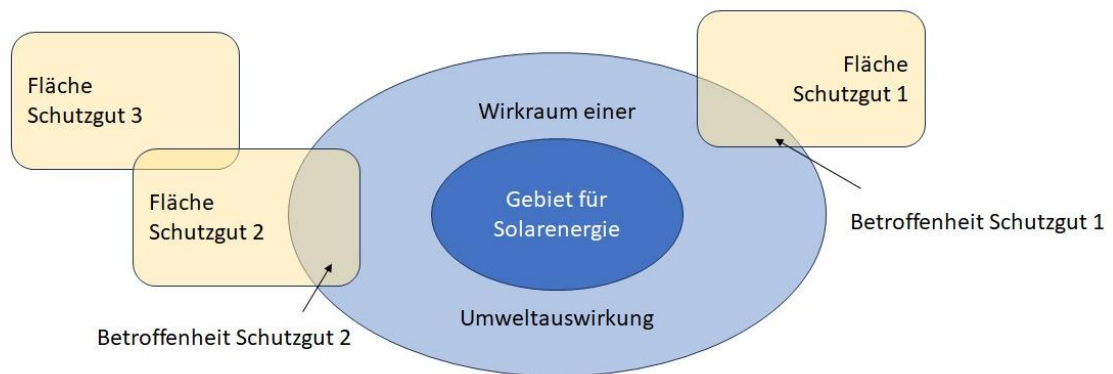 Fläche
Schutzgut 3
Fläche
Schutzgut 2
Betroffenheit Schutzgut 2
Wirkraum einer
Gebiet für
Solarenergie
Umweltauswirkung
Fläche
Schutzgut 1
Betroffenheit Schutzgut 1